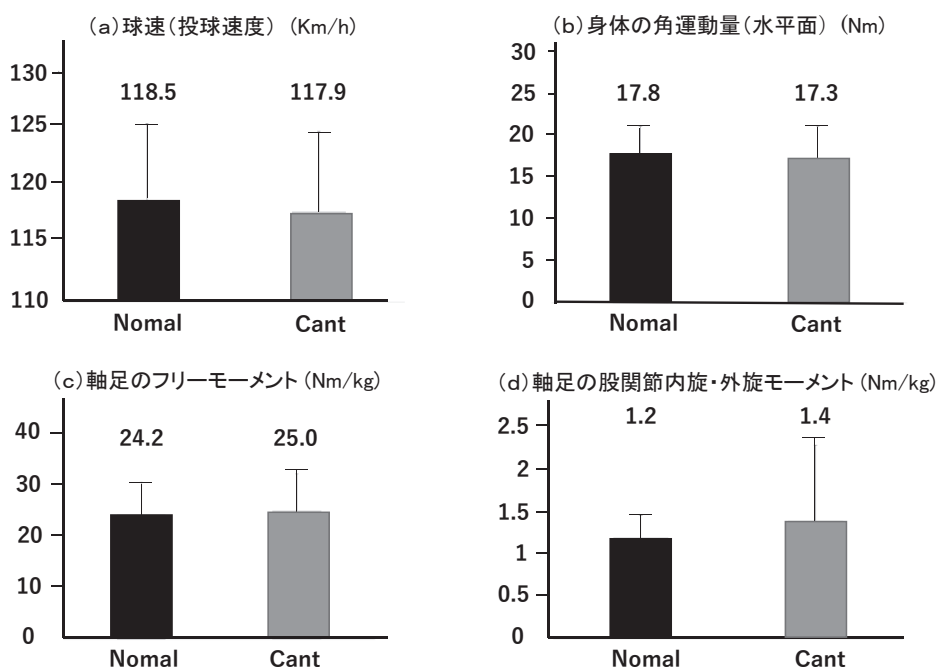 (a)球速(投球速度) (Km/h)
130
125
120
115
110
118.5
117.9
Nomal
Cant
(b)身体の角運動量(水平面) (Nm)
30
25
20
15
10
5
0
17.8
17.3
Nomal
Cant
(c)軸足のフリーモーメント(Nm/kg)
40
30
20
10
0
24.2
25.0
Nomal
Cant
(d)軸足の股関節内旋・外旋モーメント(Nm/kg)
2.5
2
1.5
1
0.5
0
1.2
1.4
Nomal
Cant